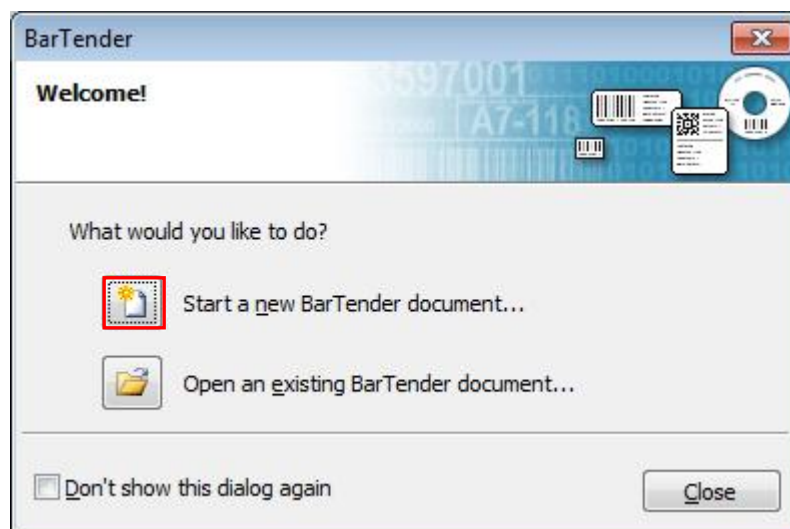 BarTender
Welcome!
3597001
A7-118
What would you like to do?
Start a new BarTender document...
Open an existing BarTender document...
Don't show this dialog again
Close